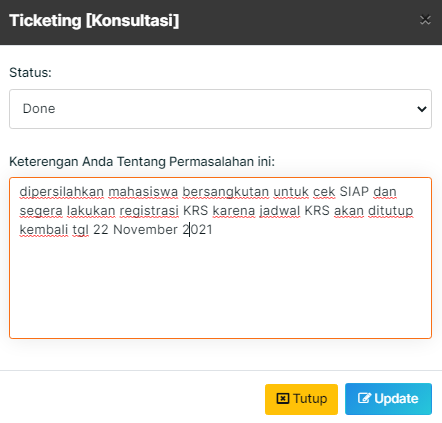 Ticketing [Konsultasi]
×
Status:
Done
Keterengan Anda Tentang Permasalahan ini:
dipersilahkan mahasiswa bersangkutan untuk cek SIAP dan
segera lakukan registrasi KRS karena jadwal KRS akan ditutup
kembali tgl 22 November 2021
Tutup
Update